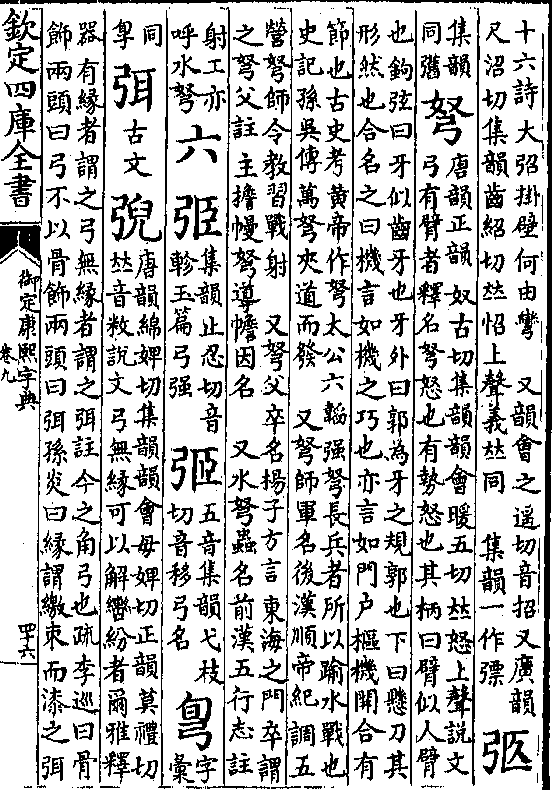 十六詩大弨掛壁何由彎　又韻會之遥切音招又廣韻
尺沼切集韻齒紹切𠀤怊上聲義𠀤同　集韻一作彯
集韻
同
弩
唐韻正韻奴古切集韻韻會暖五切𠀤怒上聲說文
弓有臂者釋名弩怒也有勢怒也其柄曰臂似人臂
也鉤弦曰牙似齒牙也牙外曰郭為牙之規郭也下曰懸刀其
形然也合名之曰機言如機之巧也亦言如門户樞機開合有
節也古史考黄帝作弩太公六韜强弩長兵者所以踰水戰也
史記孫吳傳萬弩夾道而發　又弩師軍名後漢順帝紀調五
營弩師令教習戰射　又弩父卒名揚子方言東海之門卒謂
之弩父註主擔幔弩導幨因名　又水弩蟲名前漢五行志註
射工亦
呼水弩
六
弫
集韻止忍切音
軫玉篇弓强
弬
五音集韻弋枝
切音移弓名
字
彙
同
弭
古文
㢽
唐韻綿婢切集韻韻會母婢切正韻莫禮切
𠀤音敉說文弓無緣可以解轡紛者爾雅釋
器有緣者謂之弓無緣者謂之弭註今之角弓也疏李巡曰骨
飾兩頭曰弓不以骨飾兩頭曰弭孫炎曰緣謂繳束而漆之弭
欽定四庫全書
御定康熙字典
卷九
四十六